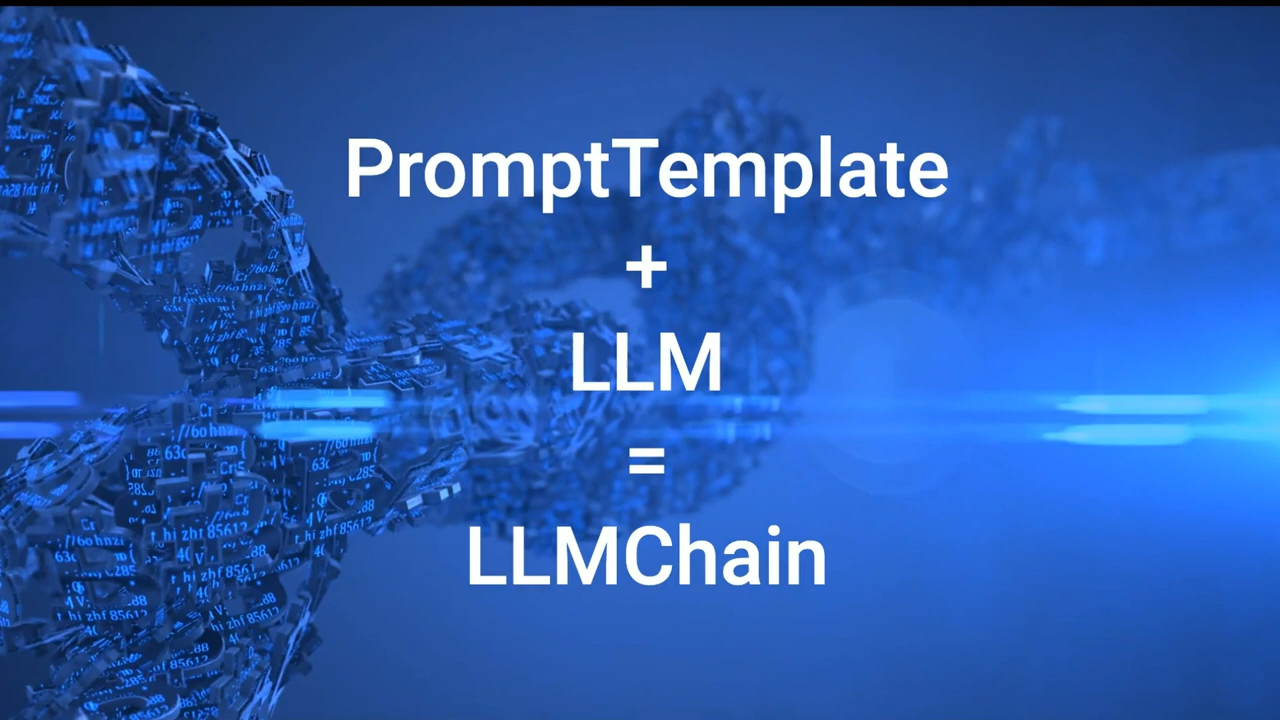 PromptTemplate
+
LLM
=
LLMChain